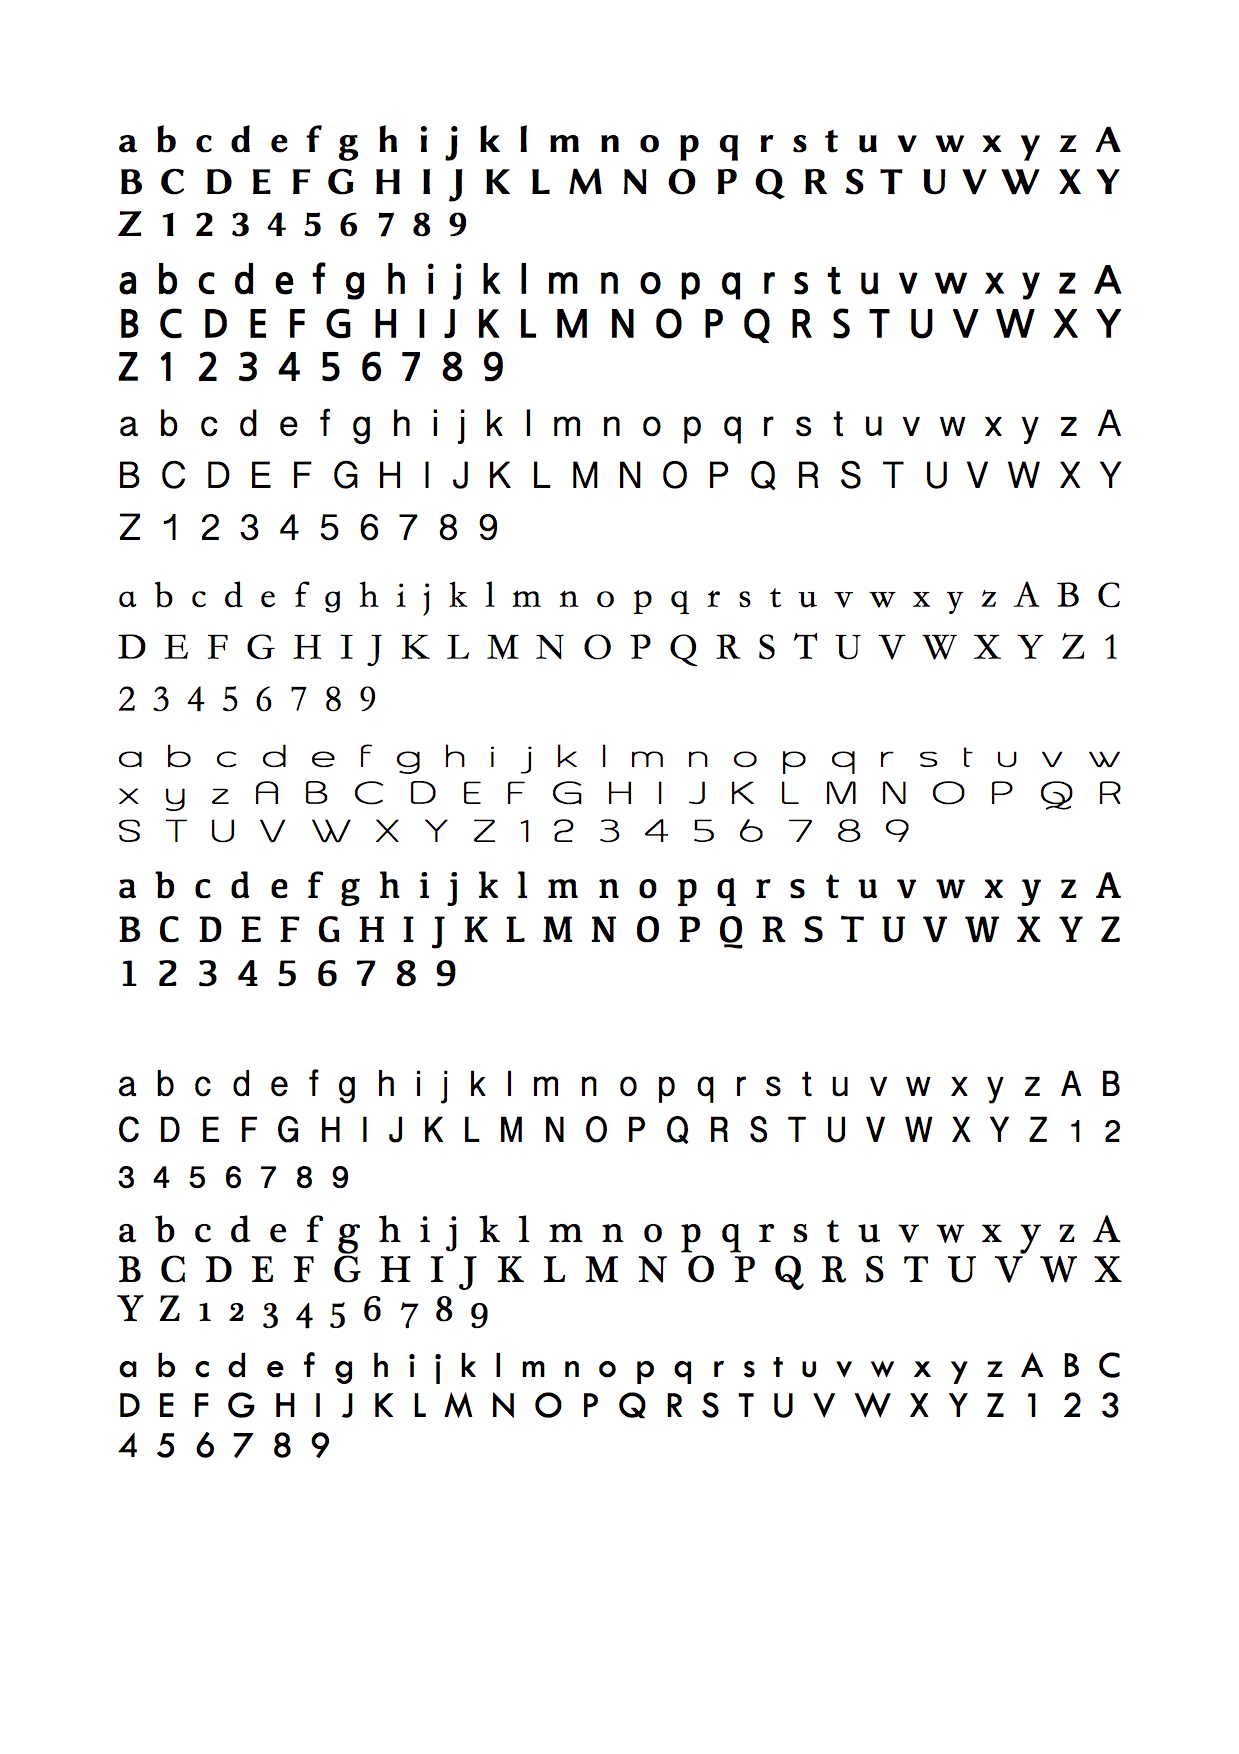 a b c d e f g h i j k l m n o p q r s t u v w x y z A
B C D E F G H I J K L M N O P Q R S T U V W X Y
Z 1 2 3 4 5 6 7 8 9
a b c d e f g h i j k l m n o p q r s t u v w x y z A
B C D E F G H I J K L M N O P Q R S T U V W X Y
Z 1 2 3 4 5 6 7 8 9
a b c d e f g h i j k l m n o p q r s t u v w x y z A
B C D E F G H I J K L M N O P Q R S T U V W X Y
Z 1 2 3 4 5 6 7 8 9
a b c d e f g h i j k l m n o p q r s t u v w x y z A B C
D E F G H I J K L M N O P Q R S T U V W X Y Z 1
2 3 4 5 6 7 8 9
a b c d e f g h i j k l m n o p q r s t u v w
x y z A B C D E F G H I J K L M N O P Q R
S T U V W X Y Z 1 2 3 4 5 6 7 8 9
a b c d e f g h i j k l m n o p q r s t u v w x y z A
B C D E F G H I J K L M N O P Q R S T U V W X Y Z
1 2 3 4 5 6 7 8 9
a b c d e f g h i j k l m n o p q r s t u v w x y z A B
C D E F G H I J K L M N O P Q R S T U V W X Y Z 1 2
3 4 5 6 7 8 9
a b c d e f g h i j k l m n o p q r s t u v w x y z A
B C D E F G H I J K L M N O P Q R S T U V W X
Y Z 1 2 3 4 5 6 7 8 9
a b c d e f g h i j k l m n o p q r s t u v w x y z A B C
D E F G H I J K L M N O P Q R S T U V W X Y Z 1 2 3
4 5 6 7 8 9